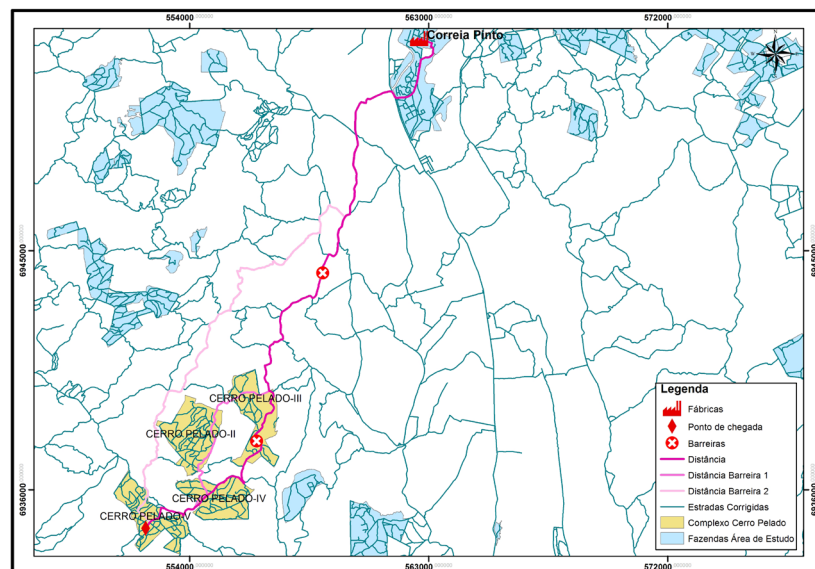 554000
563000
572000
Correia Pinto
6945000
6945000
CERRO PELADO-III
CERRO PELADO-II
CERRO PELADO-IV
CERRO PELADO-V
6936000
6936000
Legenda
Fábricas
Ponto de chegada
Barreiras
Distância
Distância Barreira 1
Distância Barreira 2
Estradas Corrigidas
Complexo Cerro Pelado
Fazendas Área de Estudo
554000
563000
572000